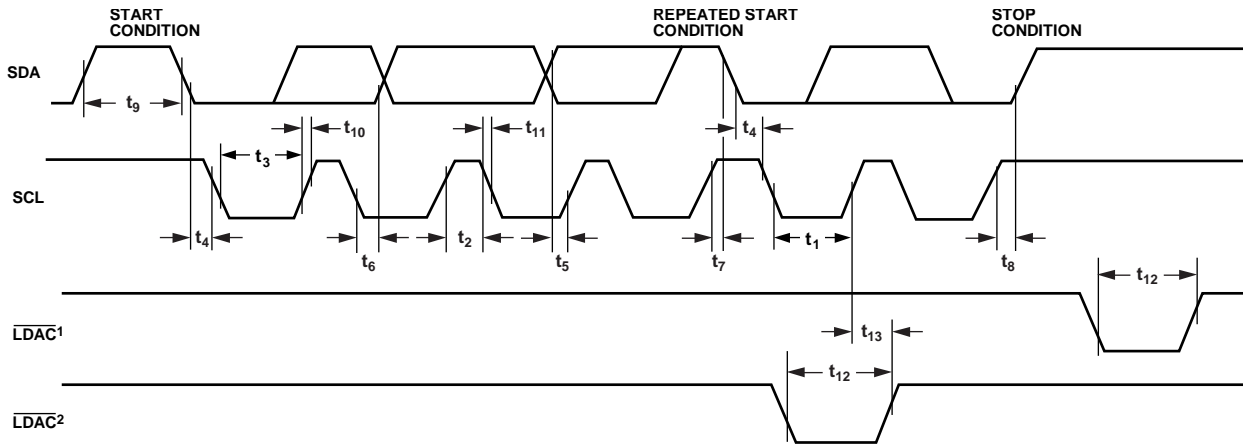 START
CONDITION
REPEATED START
CONDITION
STOP
CONDITION
SDA
t9
t10
t11
t4
t3
SCL
t4
t6
t2
t5
t7
t1
t8
t12
LDAC1
t13
t12
LDAC2